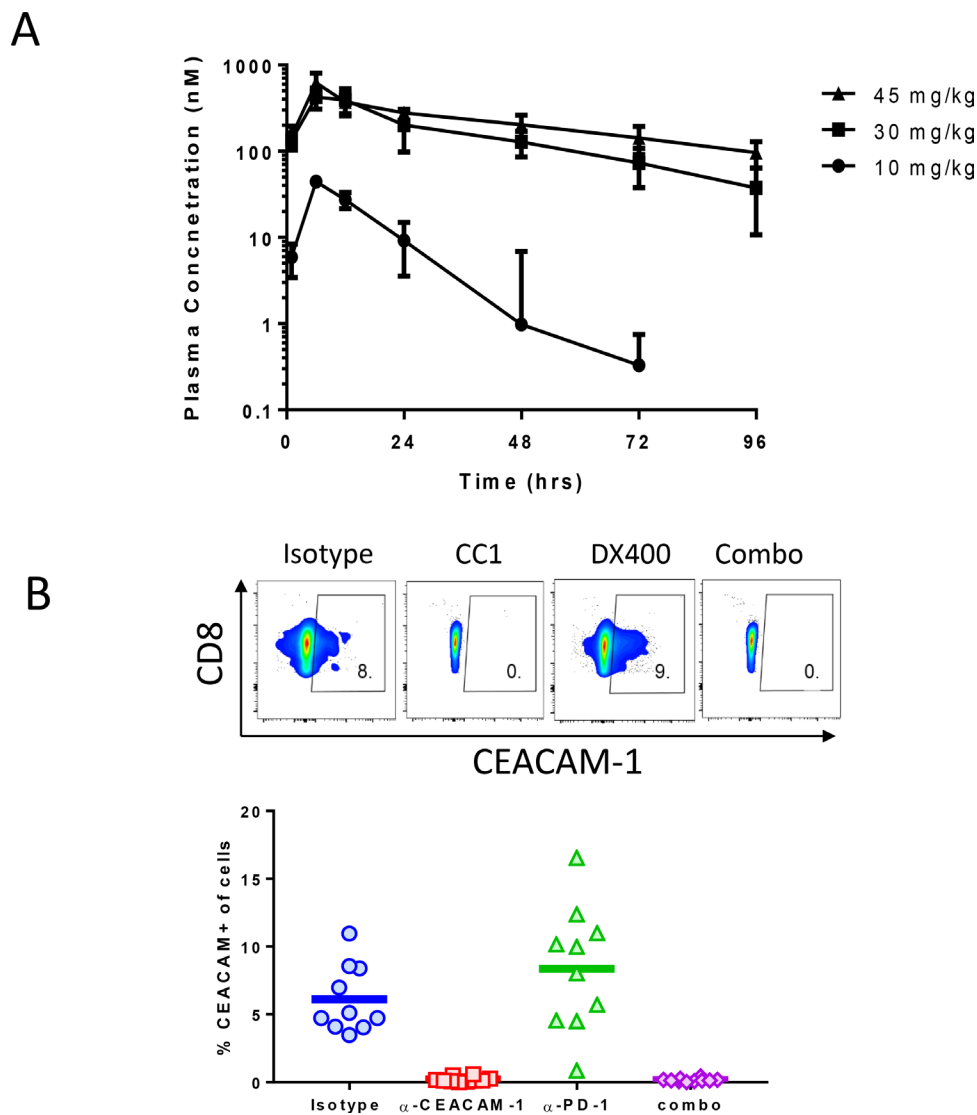 A
Plasma Concnetration (nM)
1000
100
10
1
0.1
0 24 48 72 96
Time (hrs)
45 mg/kg
30 mg/kg
10 mg/kg
B
Isotype CC1 DX400 Combo
CD8
8. 0. 9. 0.
CEACAM-1
% CEACAM+ of cells
20
15
10
5
0
Isotype α-CEACAM-1 α-PD-1 combo